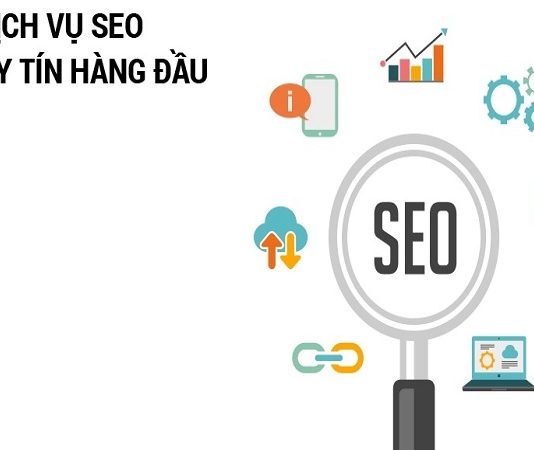 ỊCH VỤ SEO
Y TÍN HÀNG ĐẦU
i
SEO